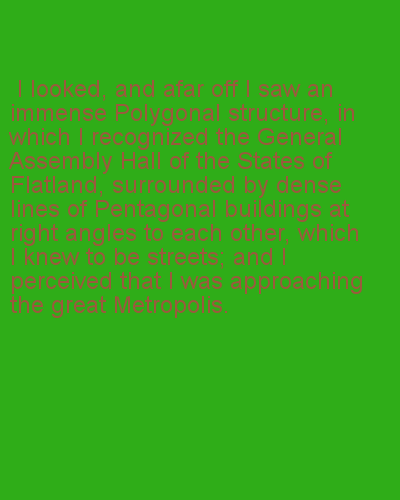 I looked, and afar off I saw an
immense Polygonal structure, in
which I recognized the General
Assembly Hall of the States of
Flatland, surrounded by dense
lines of Pentagonal buildings at
right angles to each other, which
I knew to be streets; and I
perceived that I was approaching
the great Metropolis.